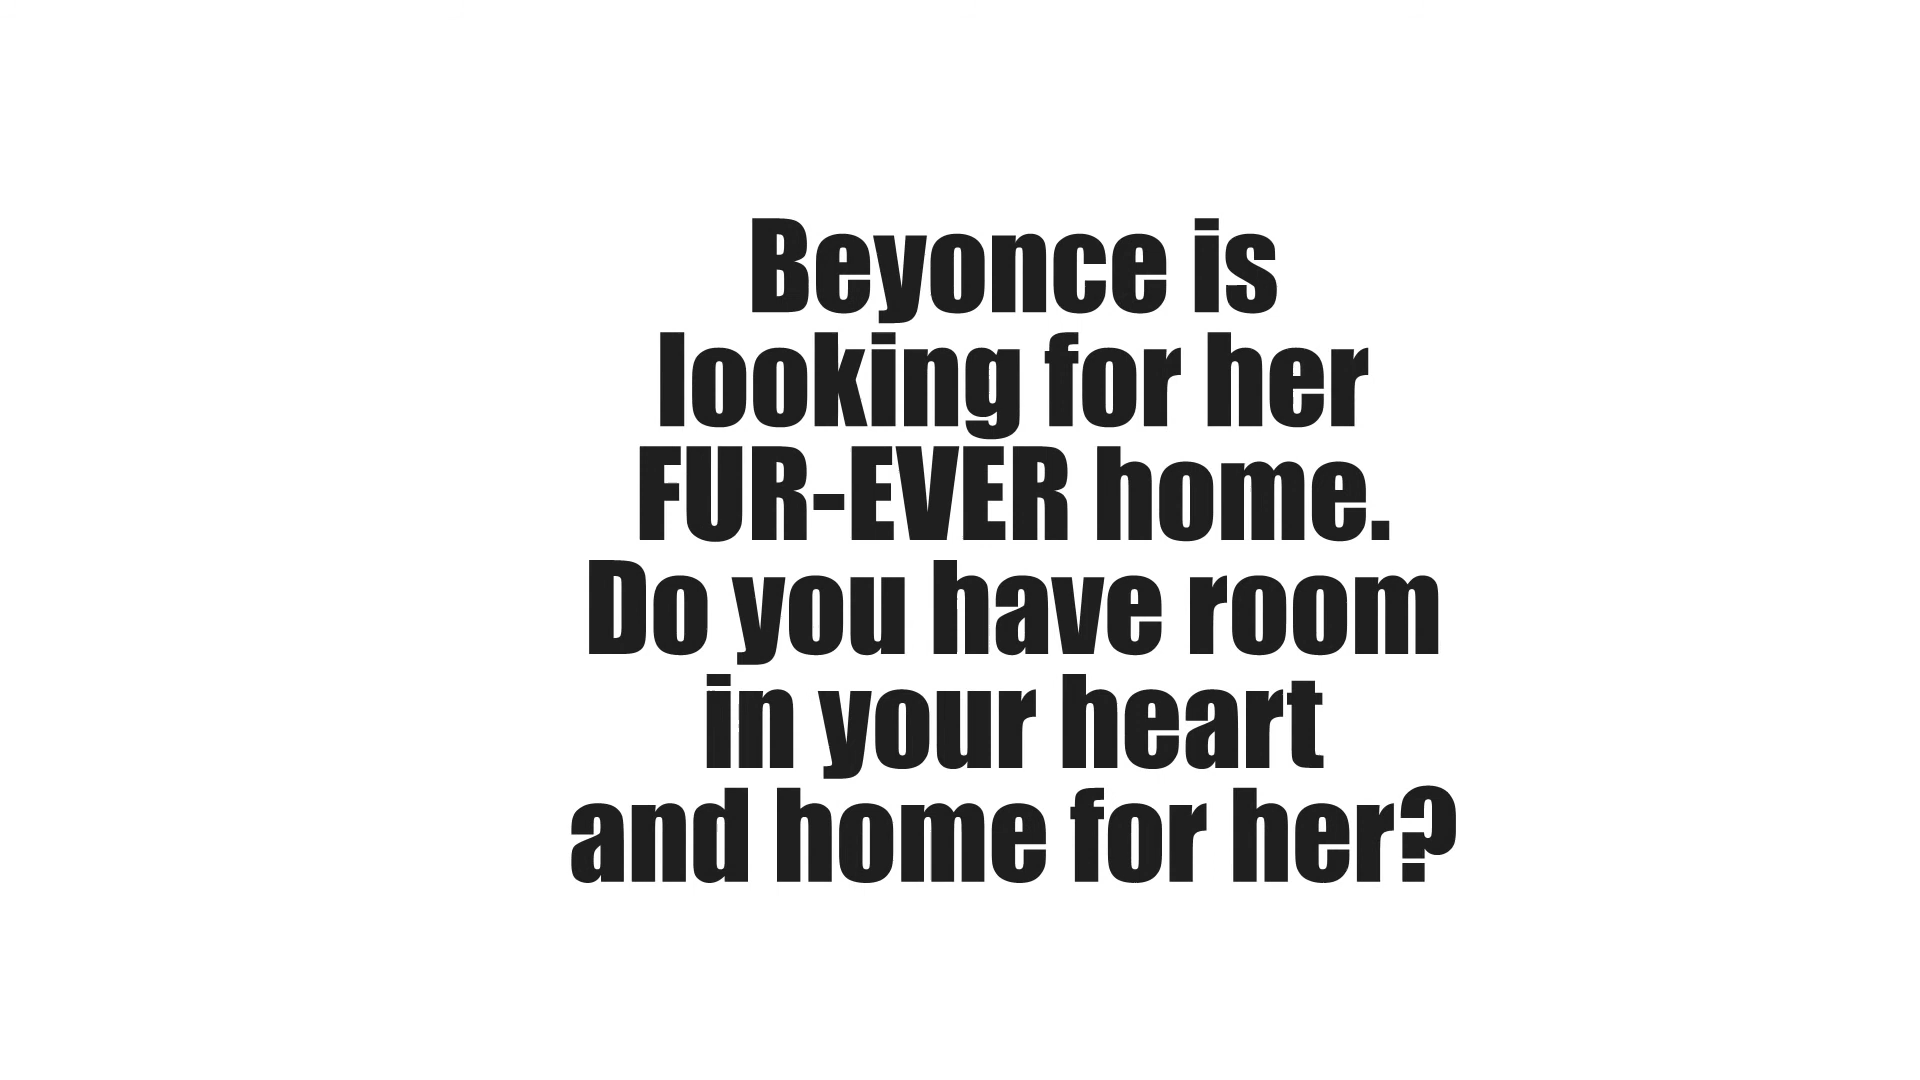 Beyonce is
looking for her
FUR-EVER home.
Do you have room
in your heart
and home for her?